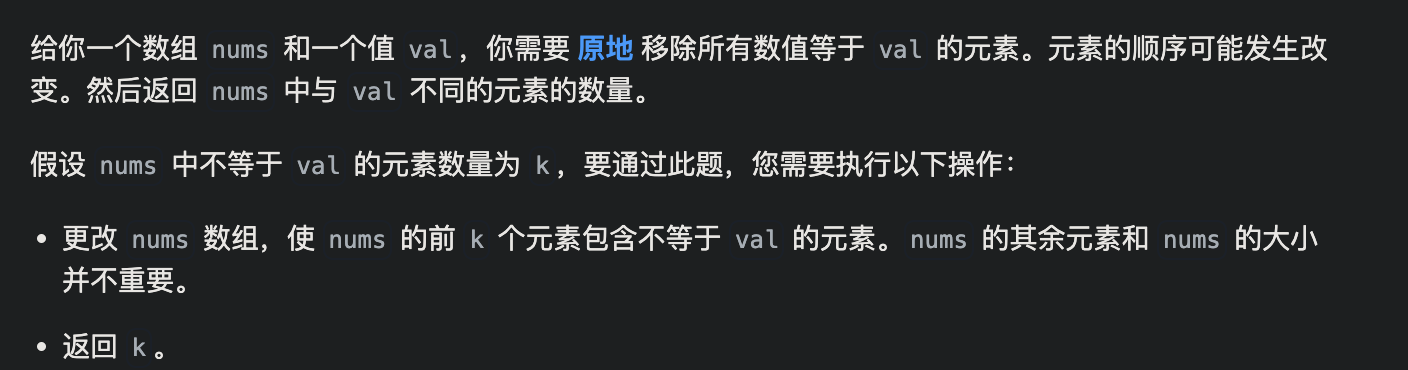 给你一个数组 nums 和一个值 val，你需要 原地 移除所有数值等于 val 的元素。元素的顺序可能发生改
变。然后返回 nums 中与 val 不同的元素的数量。
假设 nums 中不等于 val 的元素数量为 k，要通过此题，您需要执行以下操作：
• 更改 nums 数组，使 nums 的前 k 个元素包含不等于 val 的元素。nums 的其余元素和 nums 的大小
并不重要。
• 返回 k。